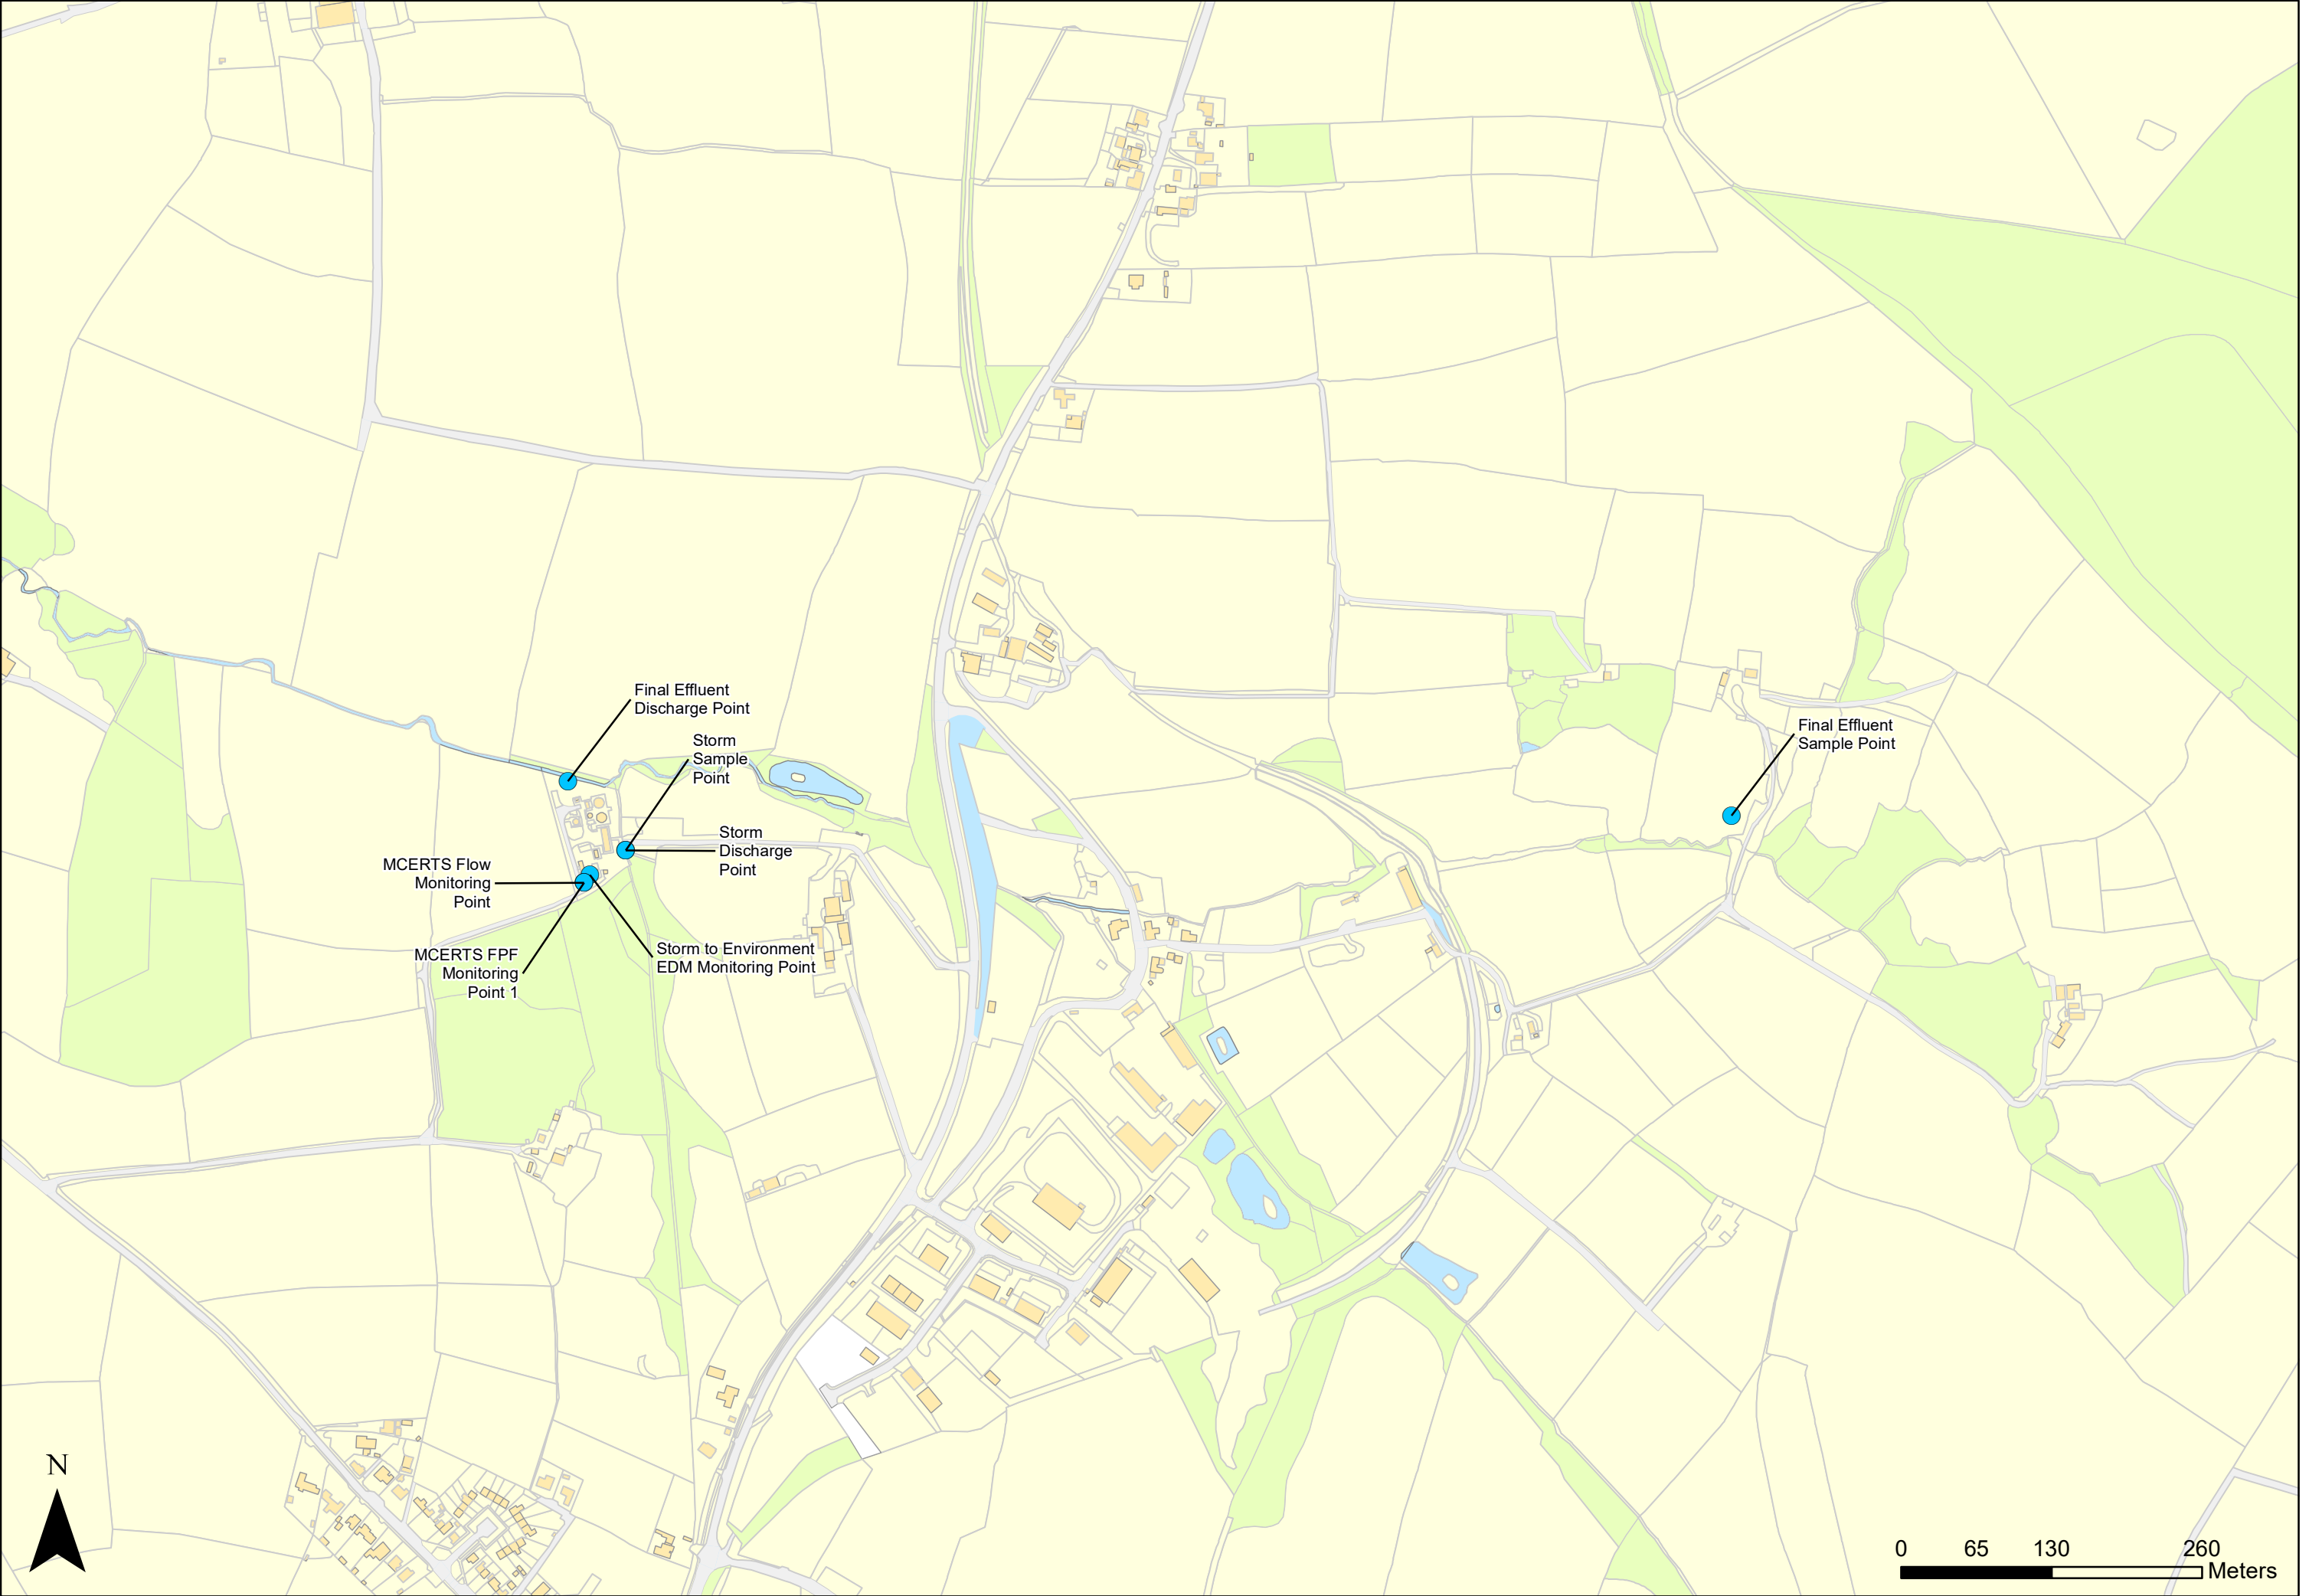 Final Effluent
Discharge Point
Storm
Sample
Point
Final Effluent
Sample Point
Storm
Discharge
Point
MCERTS Flow
Monitoring
Point
MCERTS FPF
Monitoring
Point 1
Storm to Environment
EDM Monitoring Point
N
0 65 130 260
Meters